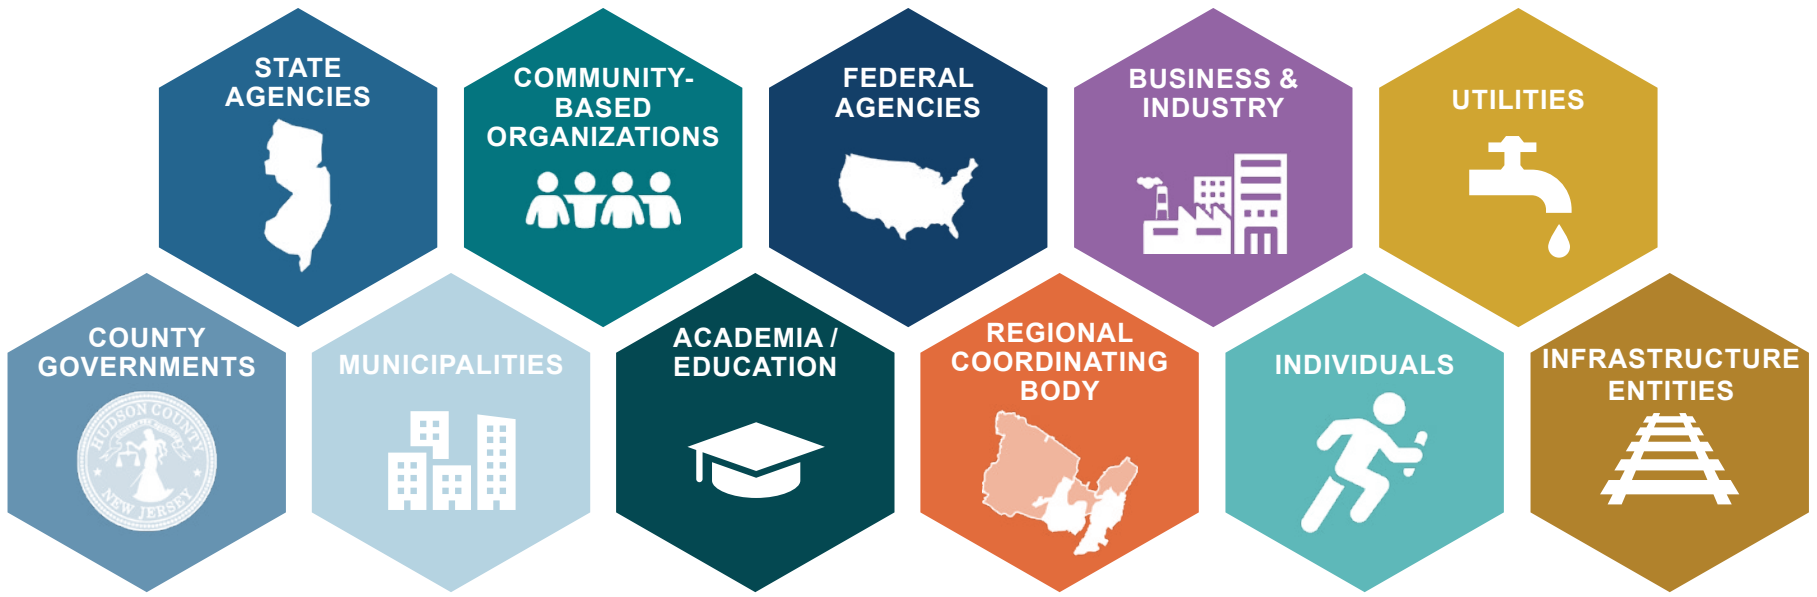 STATE
AGENCIES
COMMUNITY-
BASED
ORGANIZATIONS
FEDERAL
AGENCIES
BUSINESS &
INDUSTRY
UTILITIES
COUNTY
GOVERNMENTS
HUDSON COUNTY
NEW JERSEY
MUNICIPALITIES
ACADEMIA /
EDUCATION
REGIONAL
COORDINATING
BODY
INDIVIDUALS
INFRASTRUCTURE
ENTITIES